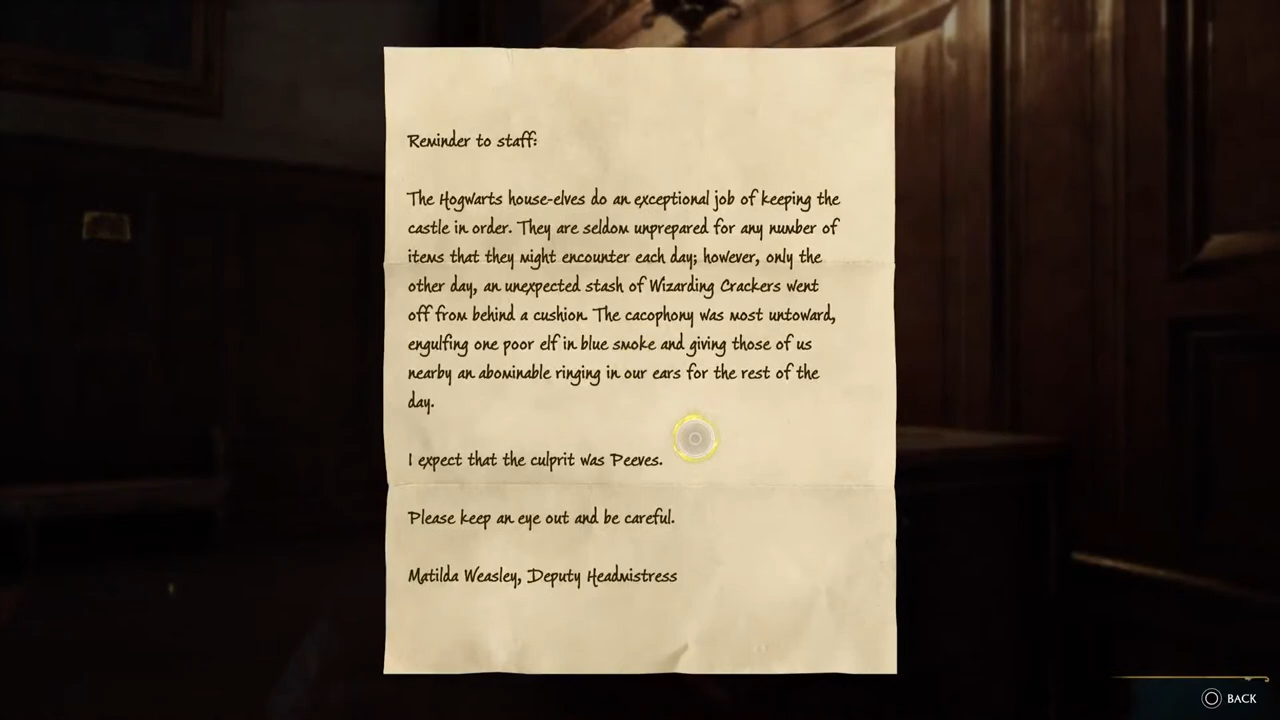 Reminder to staff:
The Hogwarts house-elves do an exceptional job of keeping the
castle in order. They are seldom unprepared for any number of
items that they might encounter each day; however, only the
other day, an unexpected stash of Wizarding Crackers went
off from behind a cushion. The cacophony was most untoward,
engulfing one poor elf in blue smoke and giving those of us
nearby an abominable ringing in our ears for the rest of the
day.
I expect that the culprit was Peeves.
Please keep an eye out and be careful.
Matilda Weasley, Deputy Headmistress
BACK